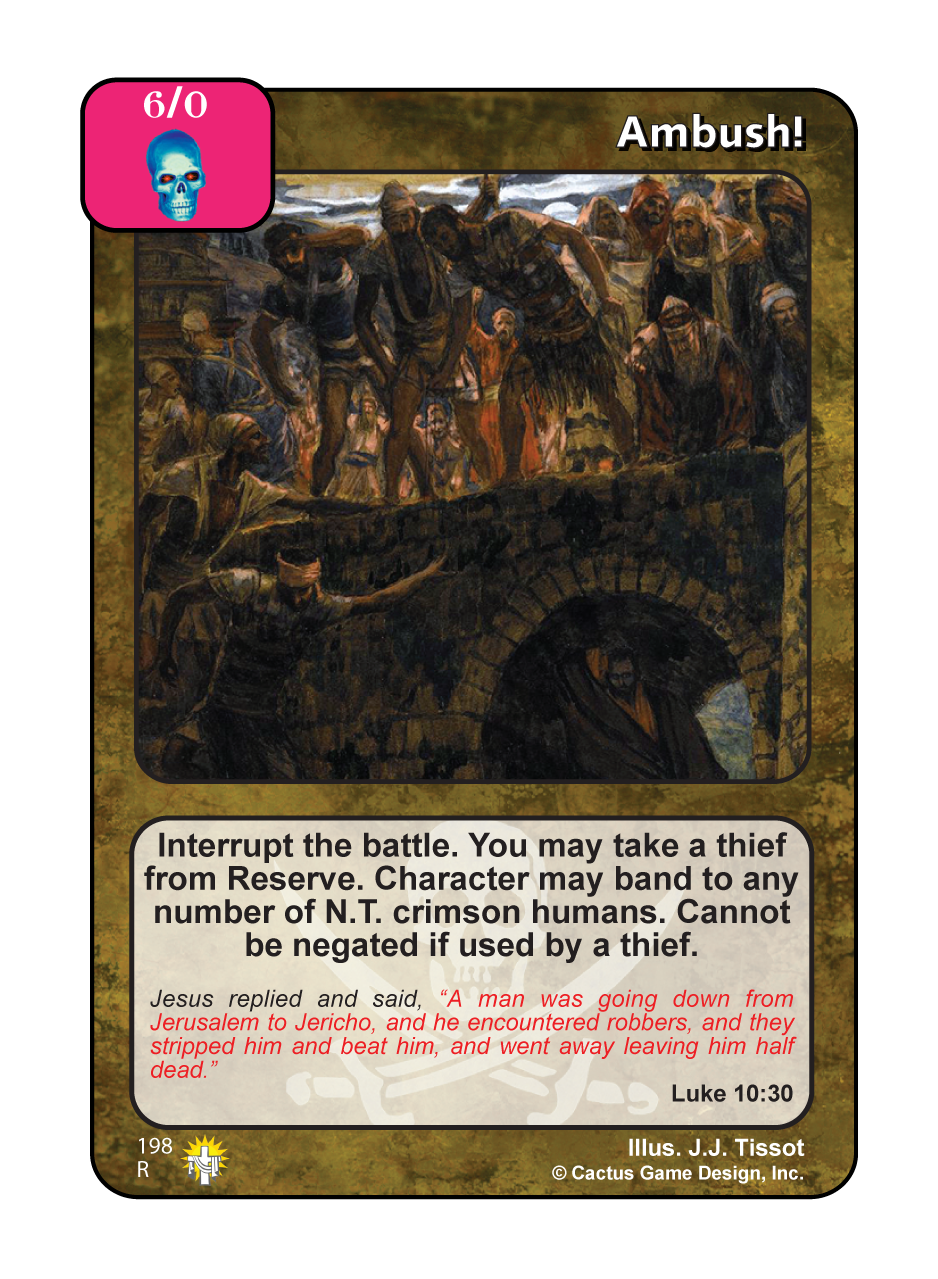 6/0
Ambush!
Interrupt the battle. You may take a thief
from Reserve. Character may band to any
number of N.T. crimson humans. Cannot
be negated if used by a thief.
Jesus replied and said, “A man was going down from
Jerusalem to Jericho, and he encountered robbers, and they
stripped him and beat him, and went away leaving him half
dead.”
Luke 10:30
198
R
Illus. J.J. Tissot
© Cactus Game Design, Inc.